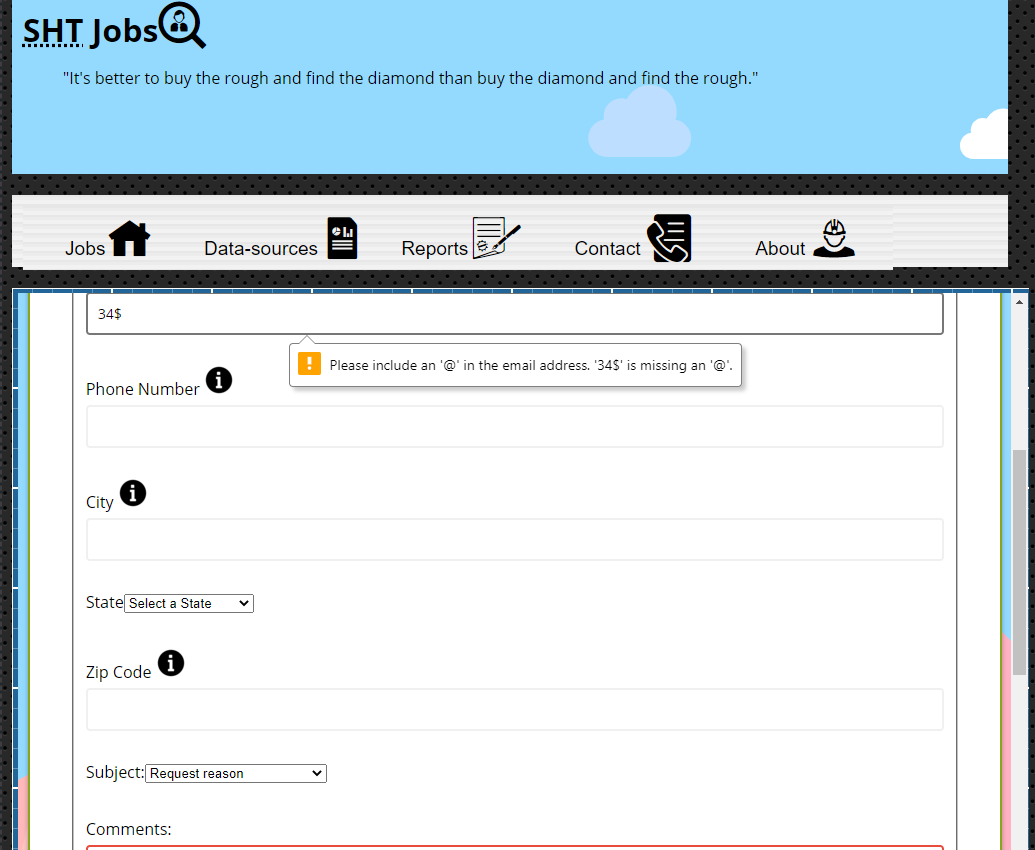 SHT Jobs
"It's better to buy the rough and find the diamond than buy the diamond and find the rough."
Jobs Data-sources Reports Contact About
34$
Please include an '@' in the email address. '34$' is missing an '@'.
Phone Number
City
State Select a State
Zip Code
Subject: Request reason
Comments: